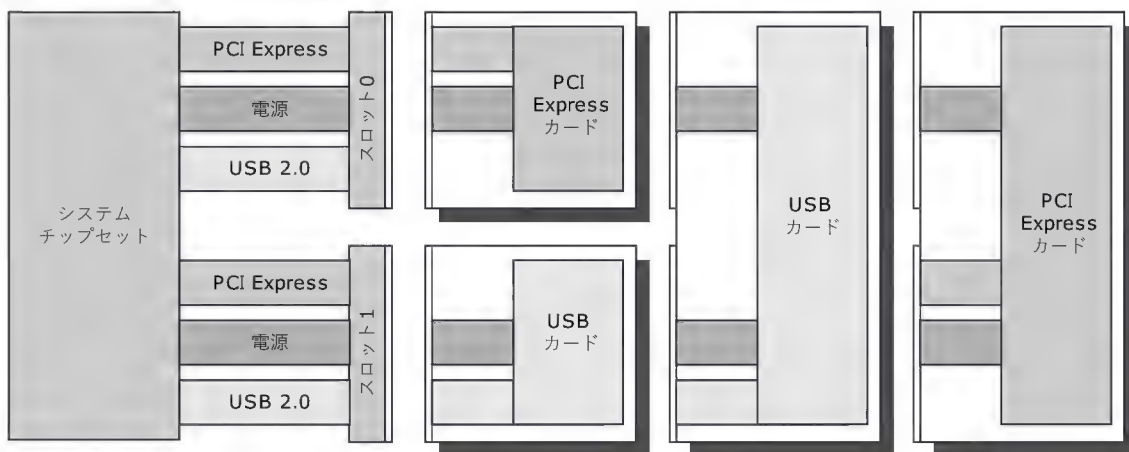 システム
チップセット
PCI Express
電源
USB 2.0
スロット0
PCI Express
電源
USB 2.0
スロット1
PCI
Express
カード
USB
カード
USB
カード
PCI
Express
カード